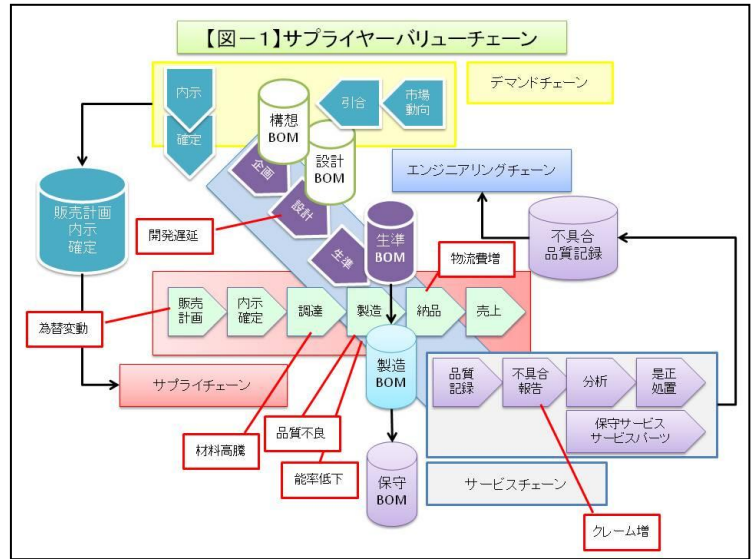 【図－1】サプライヤーバリューチェーン
内示
確定
構想
BOM
引合
市場
動向
デマンドチェーン
設計
BOM
企画
設計
生準
エンジニアリングチェーン
販売計画
内示
確定
開発遅延
生準
BOM
不具合
品質記録
物流費増
販売
計画
内示
確定
調達
製造
納品
売上
為替変動
サプライチェーン
製造
BOM
品質
記録
不具合
報告
分析
是正
処置
保守サービス
サービスパーツ
品質不良
材料高騰
能率低下
保守
BOM
サービスチェーン
クレーム増